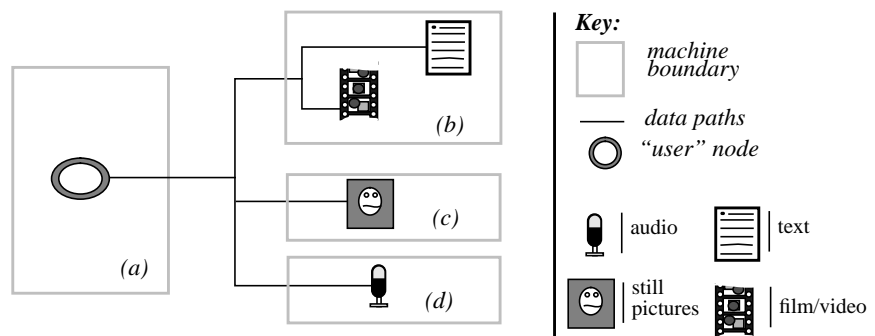 (a)
(b)
(c)
(d)
Key:
machine
boundary
data paths
“user” node
audio
text
still
pictures
film/video